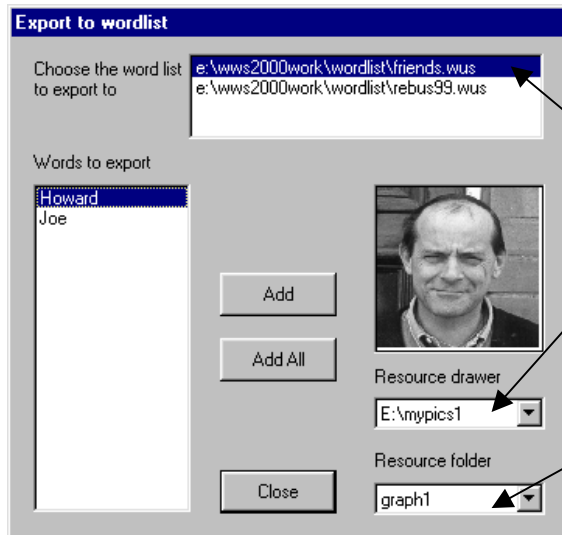 Export to wordlist
Choose the word list
to export to
e:\wws2000work\wordlist\friends.wus
e:\wws2000work\wordlist\rebus99.wus
Words to export
Howard
Joe
Add
Add All
Resource drawer
E:\mypics1
Resource folder
Close
graph1